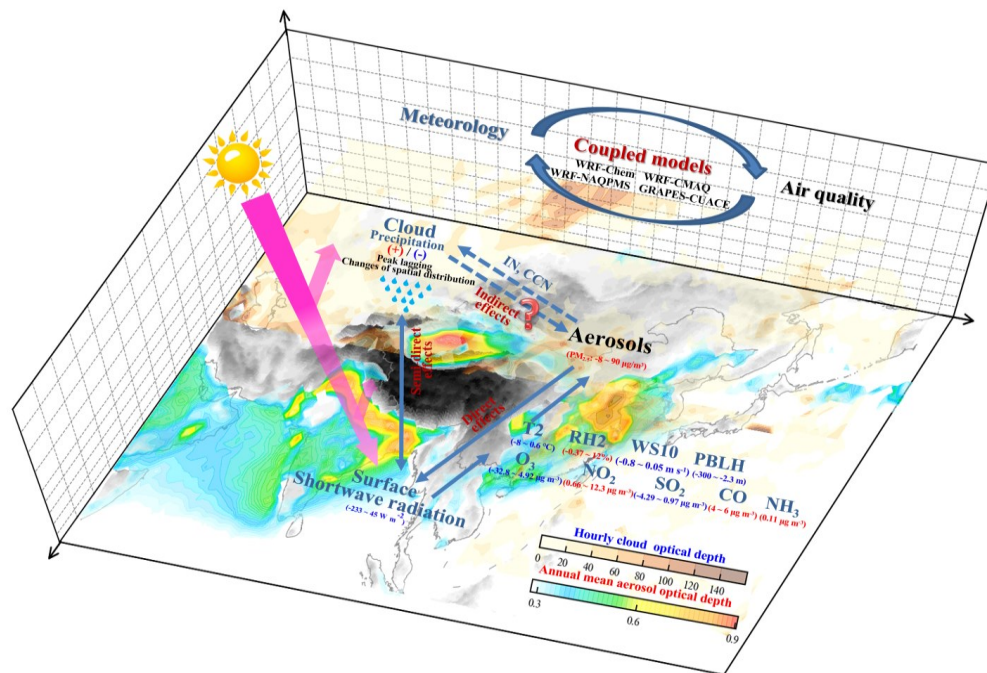 Meteorology
Coupled models
WRF-Chem WRF-CMAQ
WRF-NAQPMS GRAPES-CUACE
Air quality
Cloud
Precipitation
(+) / (-)
Peak lagging
Changes of spatial distribution
IN, CCN
Indirect
effects
?
Aerosols
(PM₂.₅: -8 ~ 90 μg/m³)
Semi-direct
effects
Direct
effects
T2
(-8 ~ 0.6 °C)
RH2
(-0.37 ~ 12%)
WS10
(-0.8 ~ 0.05 m s⁻¹)
PBLH
(-300 ~ -2.3 m)
O₃
(-32.8 ~ 4.92 μg m⁻³)
NO₂
(0.66 ~ 12.3 μg m⁻³)
SO₂
(-4.29 ~ 0.97 μg m⁻³)
CO
(4 ~ 6 μg m⁻³)
NH₃
(0.11 μg m⁻³)
Surface
Shortwave radiation
(-233 ~ 45 W m⁻²)
Hourly cloud optical depth
0 20 40 60 80 100 120 140
Annual mean aerosol optical depth
0.3 0.6 0.9